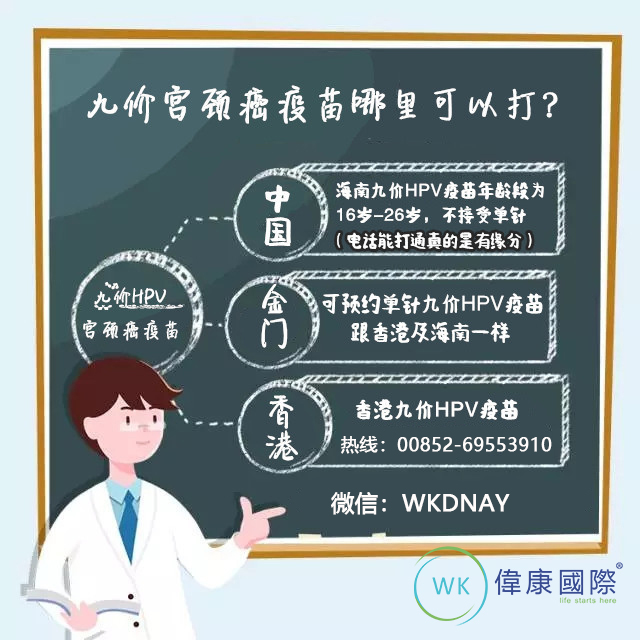 九价宫颈癌疫苗哪里可以打?
九价HPV
宫颈癌疫苗
中国
海南九价HPV疫苗年龄段为
16岁-26岁，不接受单针
（电话能打通真的是有缘分）
金门
可预约单针九价HPV疫苗
跟香港及海南一样
香港
香港九价HPV疫苗
热线：00852-69553910
微信：WKDNAY
WK 偉康國際®
life starts here